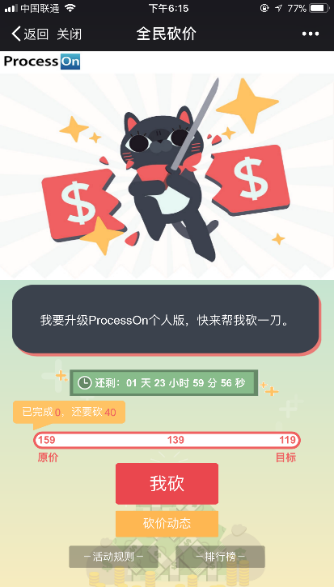 中国联通 下午6:15 77%
返回 关闭 全民砍价 •••
ProcessOn
$ $
我要升级ProcessOn个人版，快来帮我砍一刀。
还剩：01 天 23 小时 59 分 56 秒
已完成0，还要砍40
159 139 119
原价 目标
我砍
砍价动态
－活动规则－ －排行榜－